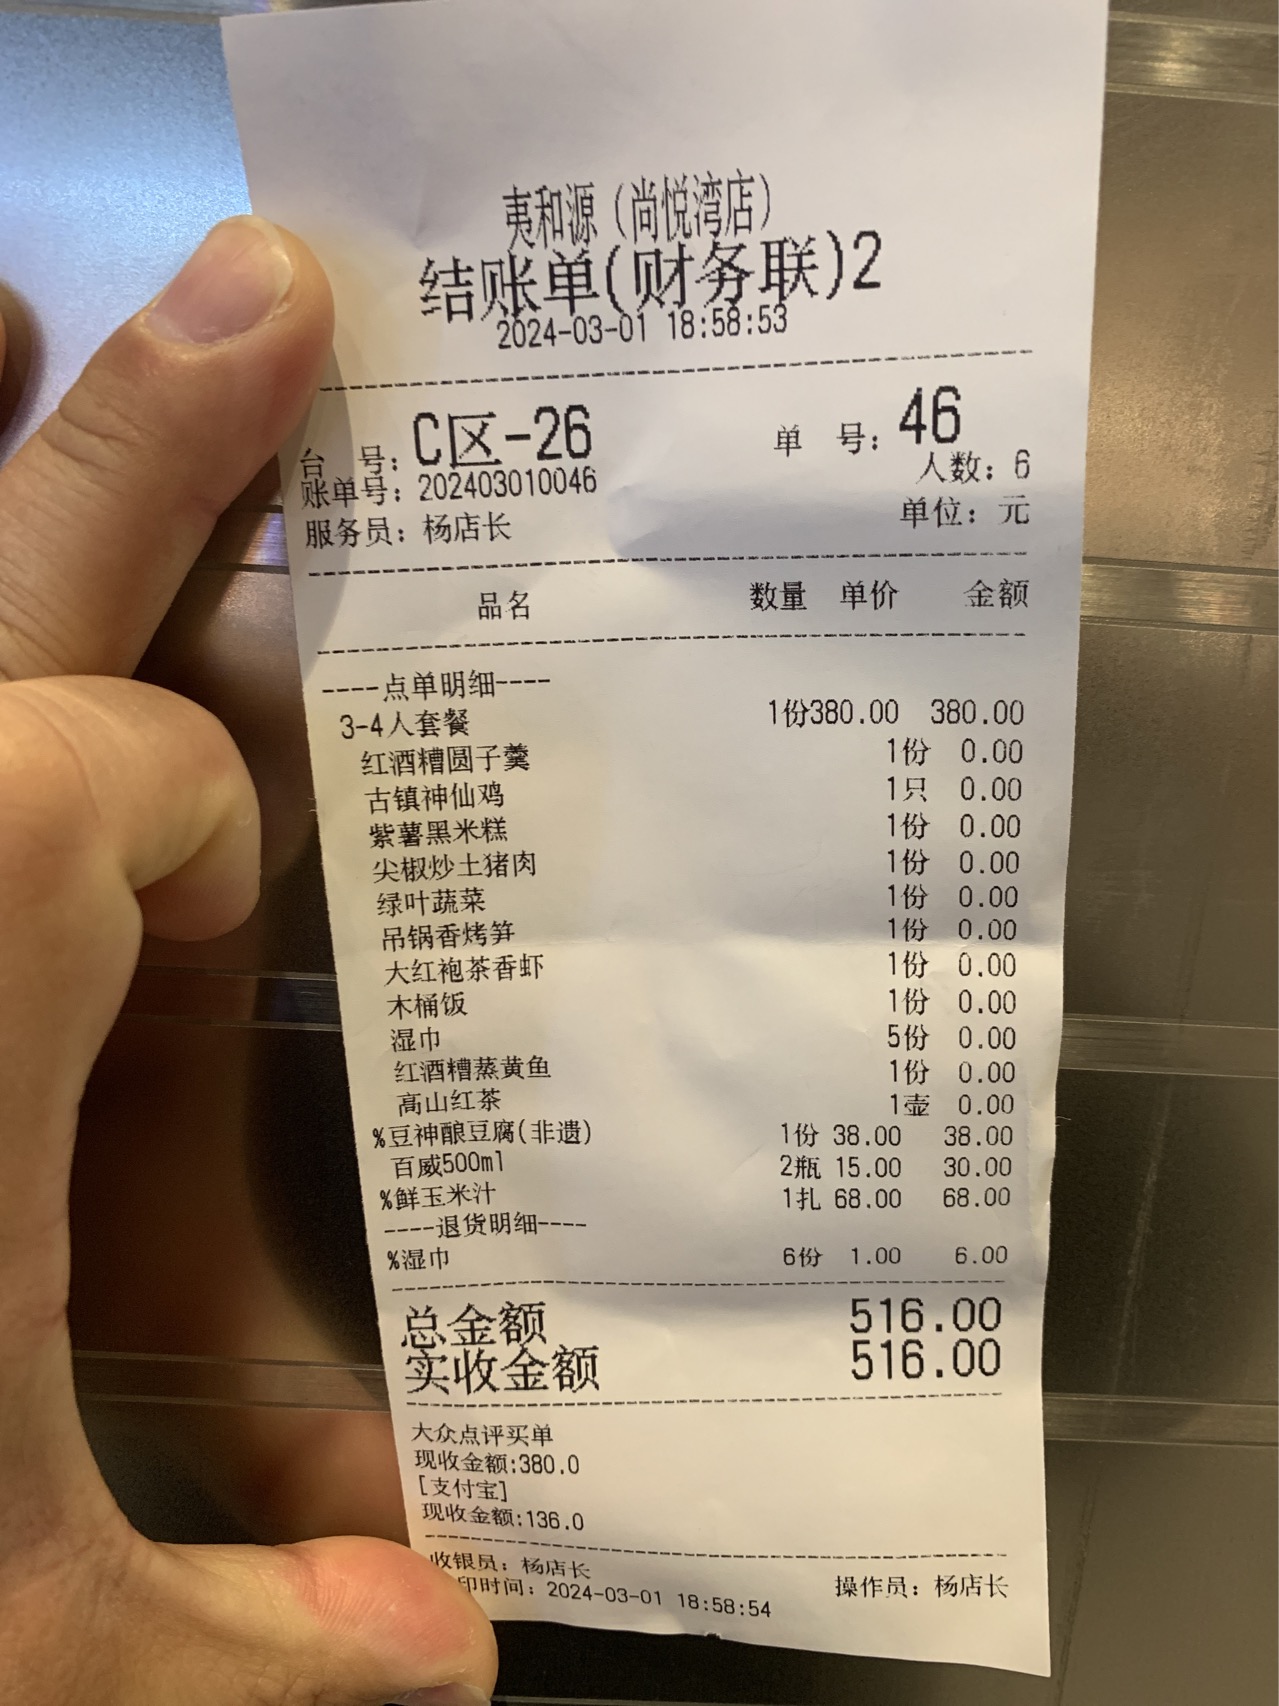 夷和源（尚悦湾店）
结账单(财务联)2
2024-03-01 18:58:53
台 号：C区-26 单 号：46
人数：6
账单号：202403010046
服务员：杨店长 单位：元
品名 数量 单价 金额
----点单明细----
3-4人套餐 1份380.00 380.00
红酒糟圆子羹 1份 0.00
古镇神仙鸡 1只 0.00
紫薯黑米糕 1份 0.00
尖椒炒土猪肉 1份 0.00
绿叶蔬菜 1份 0.00
吊锅香烤笋 1份 0.00
大红袍茶香虾 1份 0.00
木桶饭 1份 0.00
湿巾 5份 0.00
红酒糟蒸黄鱼 1份 0.00
高山红茶 1壶 0.00
%豆神酿豆腐(非遗) 1份 38.00 38.00
百威500ml 2瓶 15.00 30.00
%鲜玉米汁 1扎 68.00 68.00
----退货明细----
%湿巾 6份 1.00 6.00
总金额 516.00
实收金额 516.00
大众点评买单
现收金额:380.0
[支付宝]
现收金额:136.0
收银员：杨店长 操作员：杨店长
印时间：2024-03-01 18:58:54